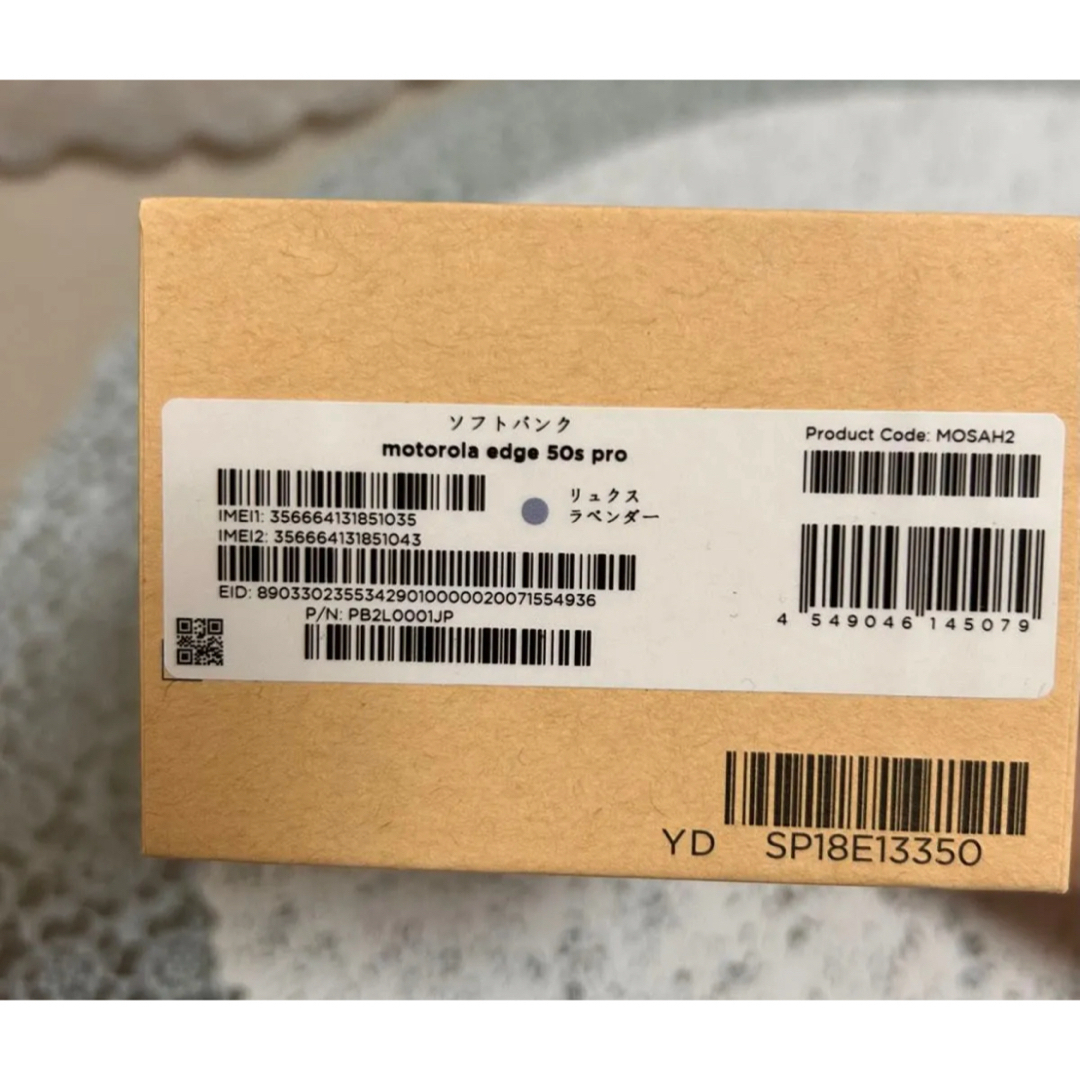 ソフトバンク
motorola edge 50s pro
Product Code: MOSAH2
リュクス
ラベンダー
IMEI1: 356664131851035
IMEI2: 356664131851043
EID: 89033023553429010000020071554936
P/N: PB2L0001JP
4 549046 145079
YD SP18E13350